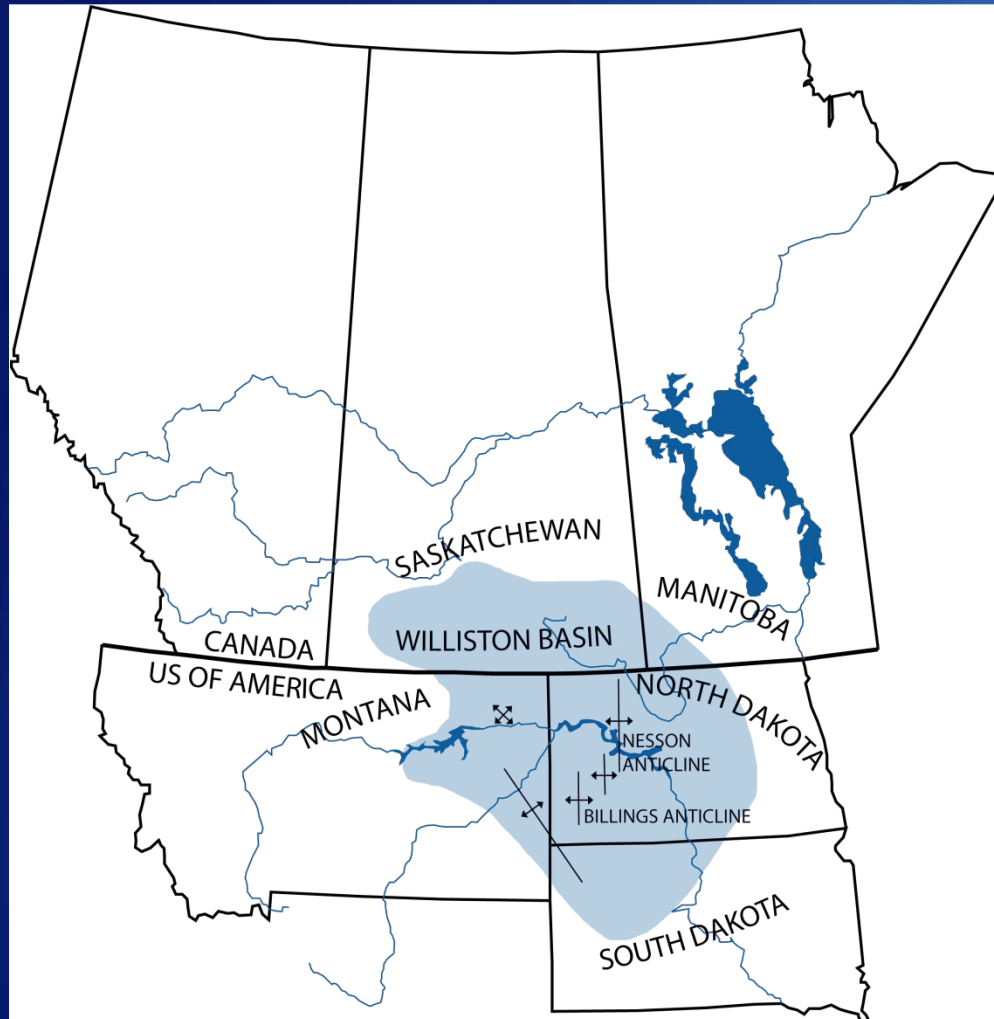 SASKATCHEWAN
MANITOBA
CANADA
WILLISTON BASIN
US OF AMERICA
MONTANA
NORTH DAKOTA
NESSON
ANTICLINE
BILLINGS ANTICLINE
SOUTH DAKOTA